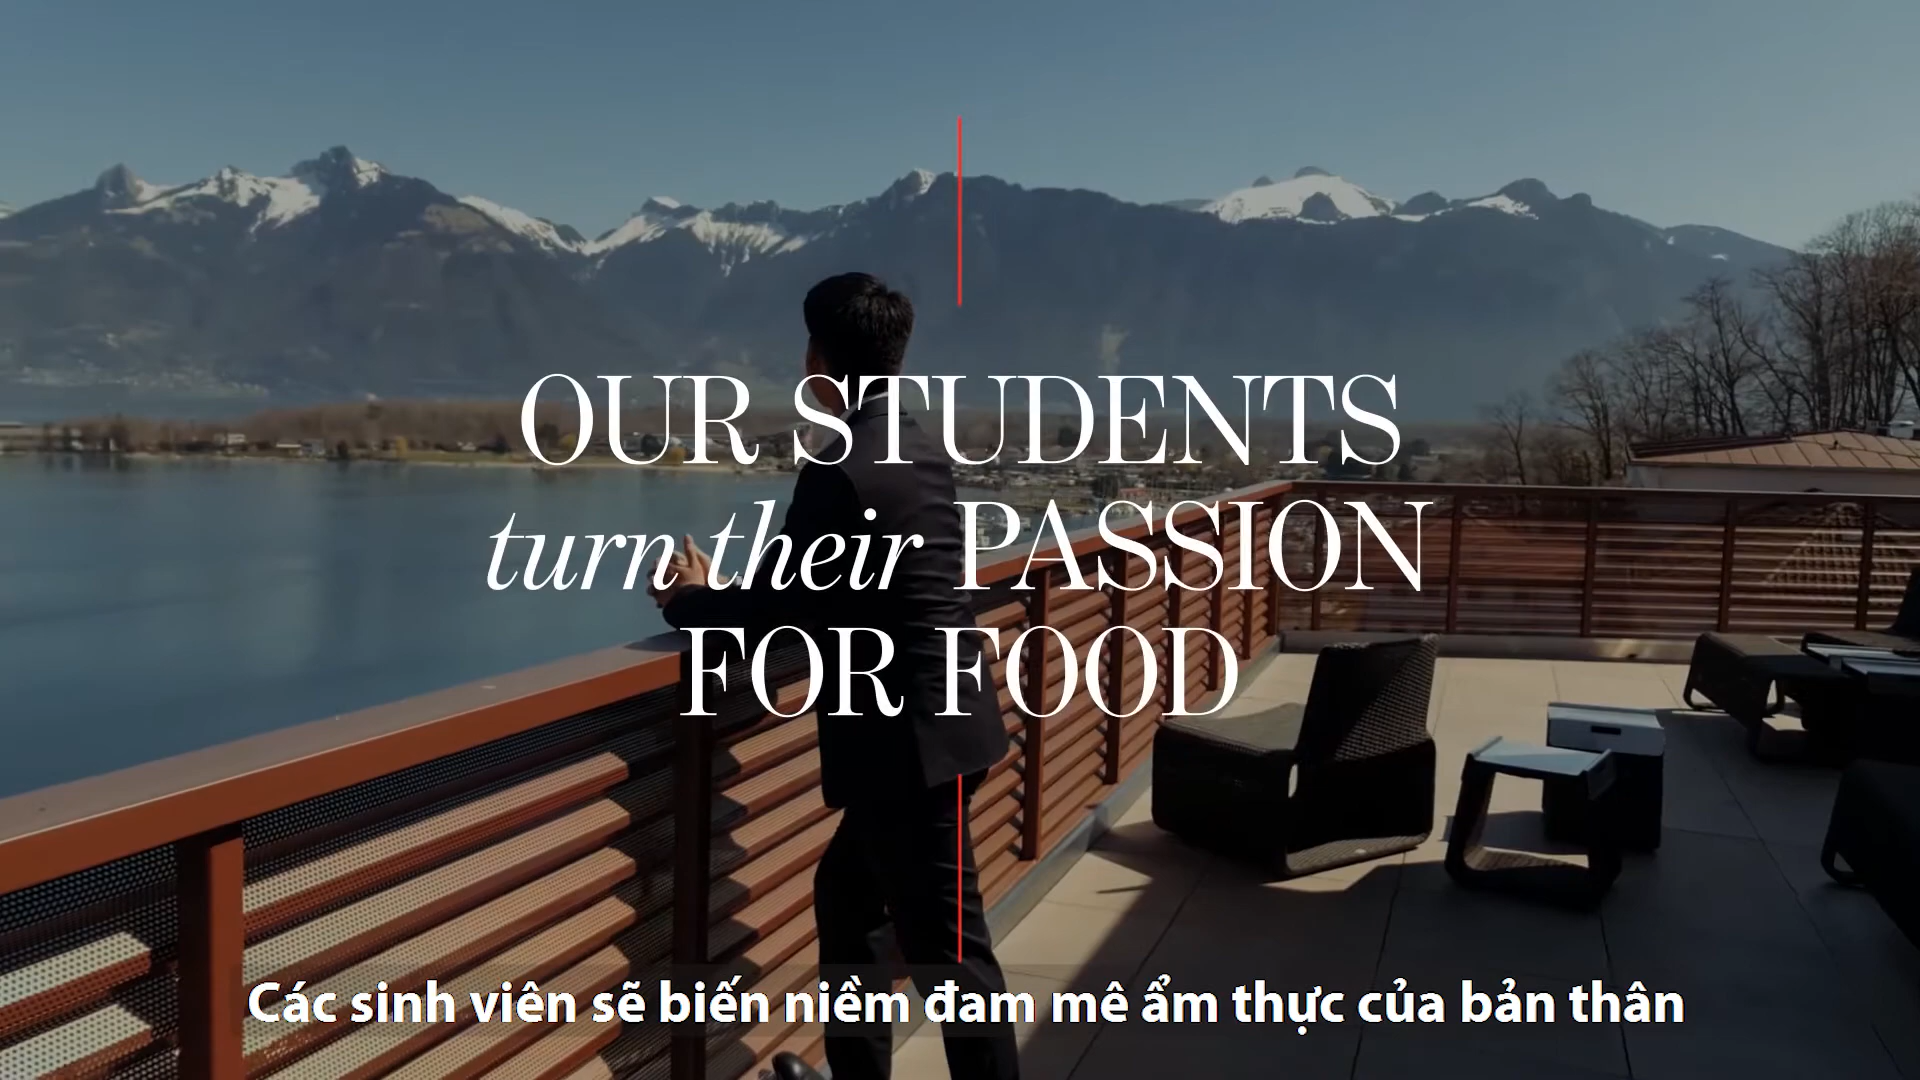 OUR STUDENTS
turn their PASSION
FOR FOOD
Các sinh viên sẽ biến niềm đam mê ẩm thực của bản thân